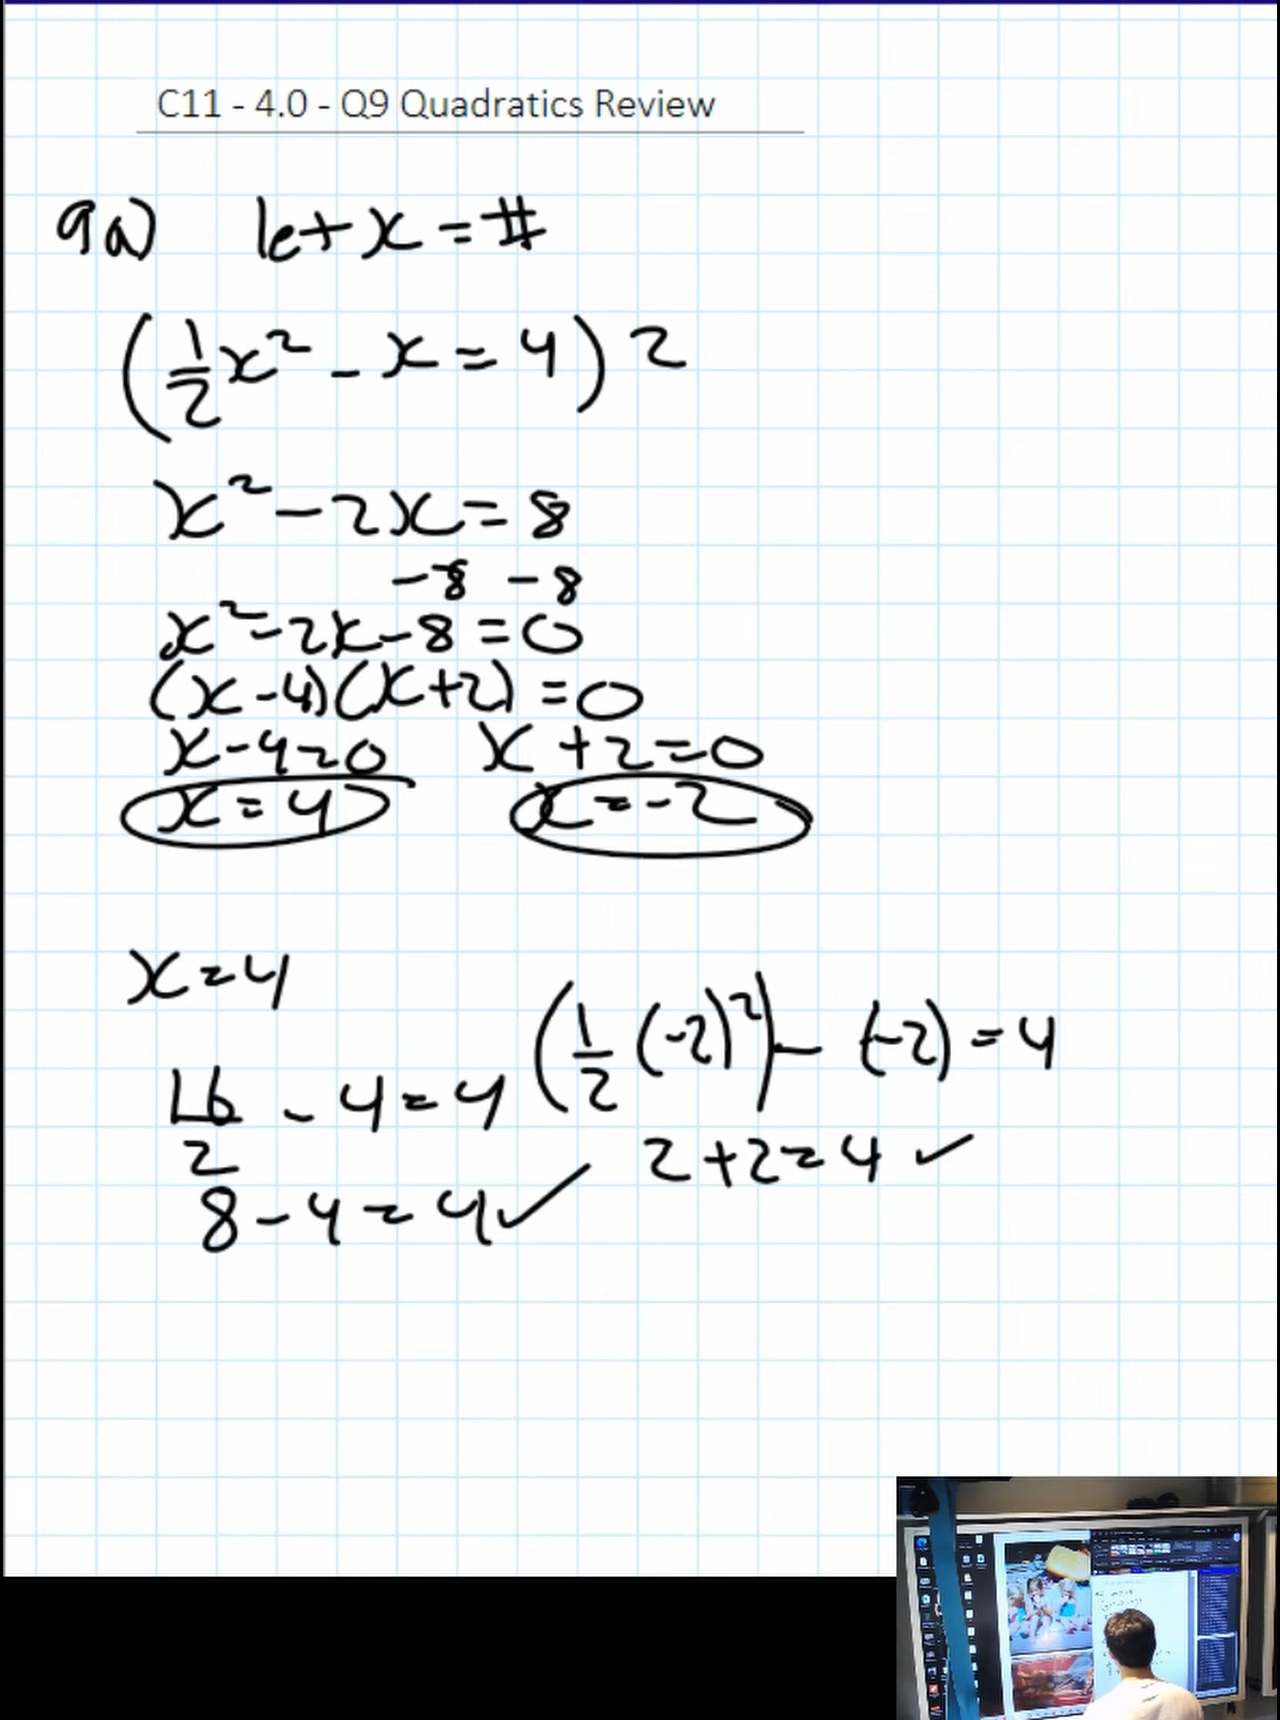 C11 - 4.0 - Q9 Quadratics Review
9a) let x = #
(1/2 x² - x = 4) 2
x² - 2x = 8
-8 -8
x² - 2x - 8 = 0
(x - 4)(x + 2) = 0
x - 4 = 0 x + 2 = 0
x = 4 x = -2
x = 4
16/2 - 4 = 4
8 - 4 = 4 ✓
(1/2 (-2)²) - (-2) = 4
2 + 2 = 4 ✓